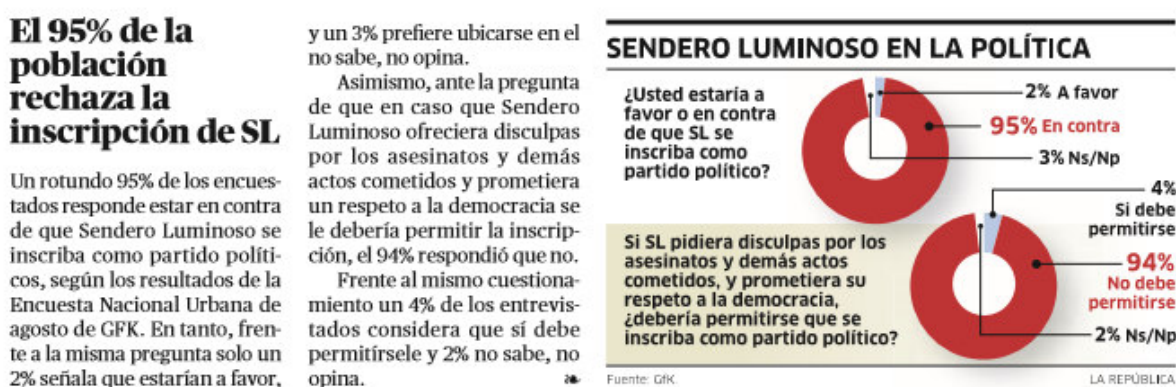 El 95% de la
población
rechaza la
inscripción de SL
Un rotundo 95% de los encues-
tados responde estar en contra
de que Sendero Luminoso se
inscriba como partido políti-
cos, según los resultados de la
Encuesta Nacional Urbana de
agosto de GFK. En tanto, fren-
te a la misma pregunta solo un
2% señala que estarían a favor,
y un 3% prefiere ubicarse en el
no sabe, no opina.
Asimismo, ante la pregunta
de que en caso que Sendero
Luminoso ofreciera disculpas
por los asesinatos y demás
actos cometidos y prometiera
un respeto a la democracia se
le debería permitir la inscrip-
ción, el 94% respondió que no.
Frente al mismo cuestiona-
miento un 4% de los entrevis-
tados considera que sí debe
permitírsele y 2% no sabe, no
opina.
SENDERO LUMINOSO EN LA POLÍTICA
¿Usted estaría a
favor o en contra
de que SL se
inscriba como
partido político?
2% A favor
95% En contra
3% Ns/Np
Si SL pidiera disculpas por los
asesinatos y demás actos
cometidos, y prometiera su
respeto a la democracia,
¿debería permitirse que se
inscriba como partido político?
4%
Si debe
permitirse
94%
No debe
permitirse
2% Ns/Np
Fuente: GfK.
LA REPÚBLICA